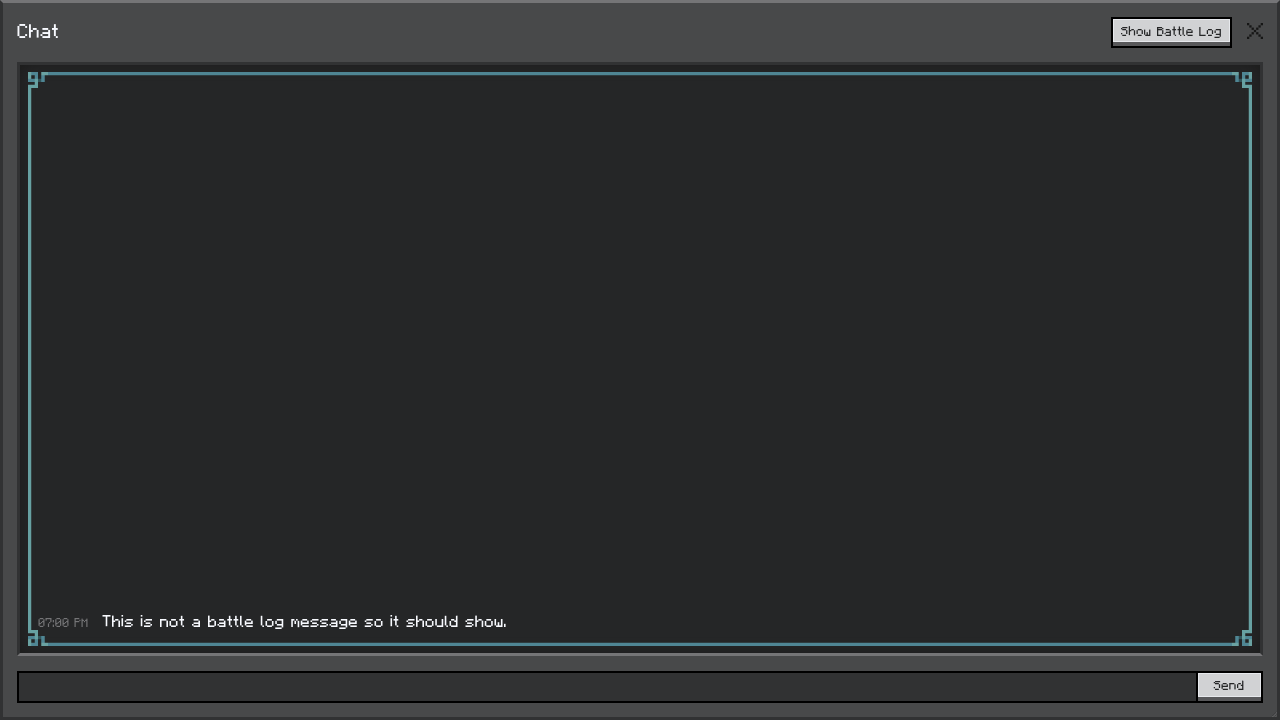 Chat
Show Battle Log
07:00 PM This is not a battle log message so it should show.
Send